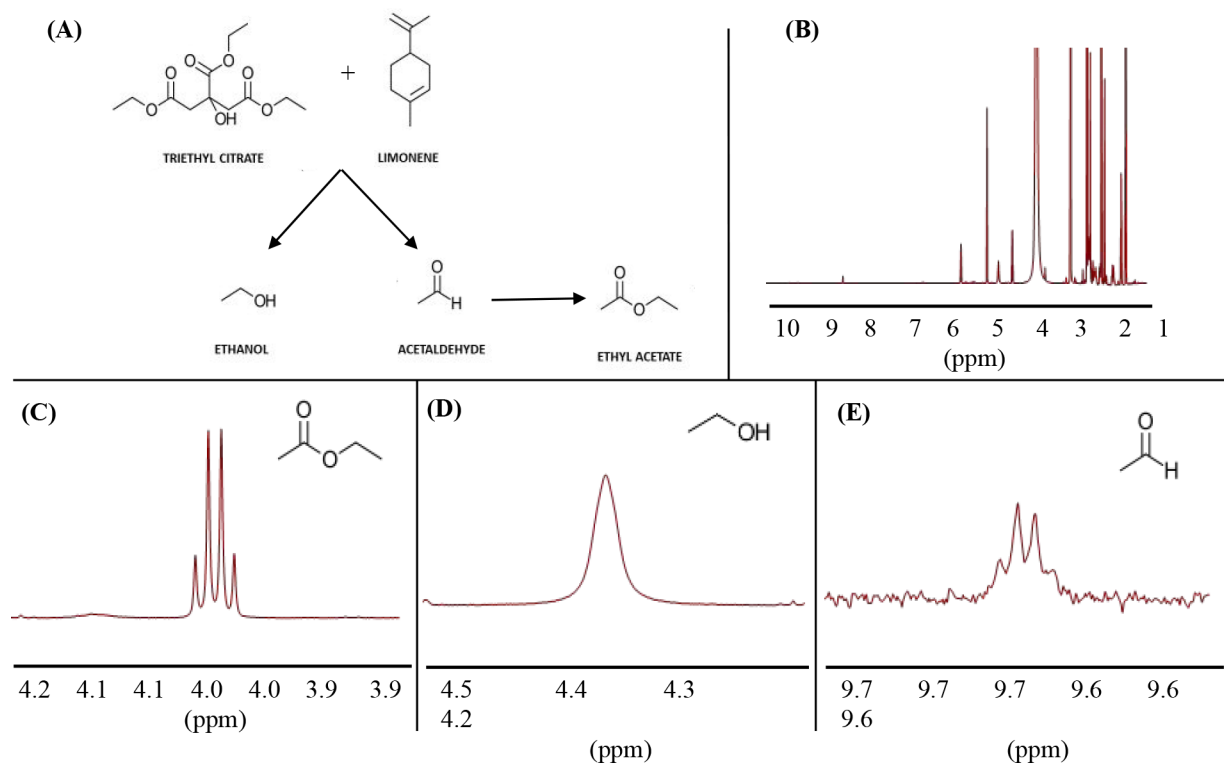 (A)
(B)
O
O
O
O
O
O
OH
+
TRIETHYL CITRATE
LIMONENE
OH
O
H
O
O
ETHANOL
ACETALDEHYDE
ETHYL ACETATE
10 9 8 7 6 5 4 3 2 1
(ppm)
(C)
O
O
4.2 4.1 4.1 4.0 4.0 3.9 3.9
(ppm)
(D)
OH
4.5 4.4 4.3
4.2
(ppm)
(E)
O
H
9.7 9.7 9.7 9.6 9.6
9.6
(ppm)